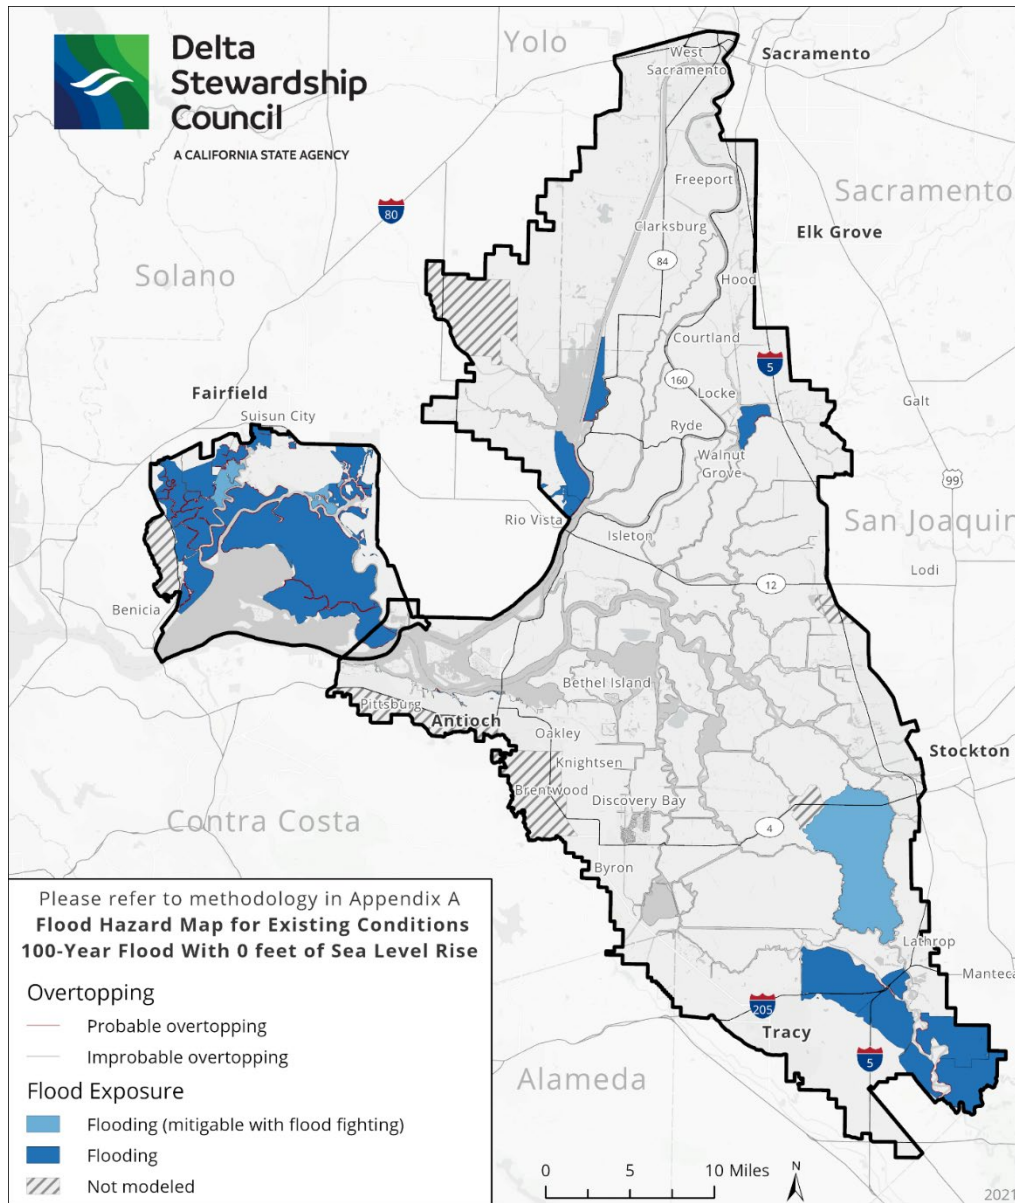 Delta
Stewardship
Council
A CALIFORNIA STATE AGENCY
Yolo
West
Sacramento
Sacramento
80
Freeport
Sacramento
Clarksburg
Elk Grove
Solano
84
Hood
Courtland
5
160
Fairfield
Locke
Suisun City
Galt
Ryde
Walnut
Grove
99
Rio Vista
San Joaquin
Isleton
Lodi
12
Benicia
Bethel Island
Pittsburg
Antioch
Oakley
Stockton
Knightsen
Brentwood
Discovery Bay
Contra Costa
4
Byron
Lathrop
Manteca
205
Tracy
5
Alameda
Please refer to methodology in Appendix A
Flood Hazard Map for Existing Conditions
100-Year Flood With 0 feet of Sea Level Rise
Overtopping
Probable overtopping
Improbable overtopping
Flood Exposure
Flooding (mitigable with flood fighting)
Flooding
Not modeled
0 5 10 Miles
N
2021